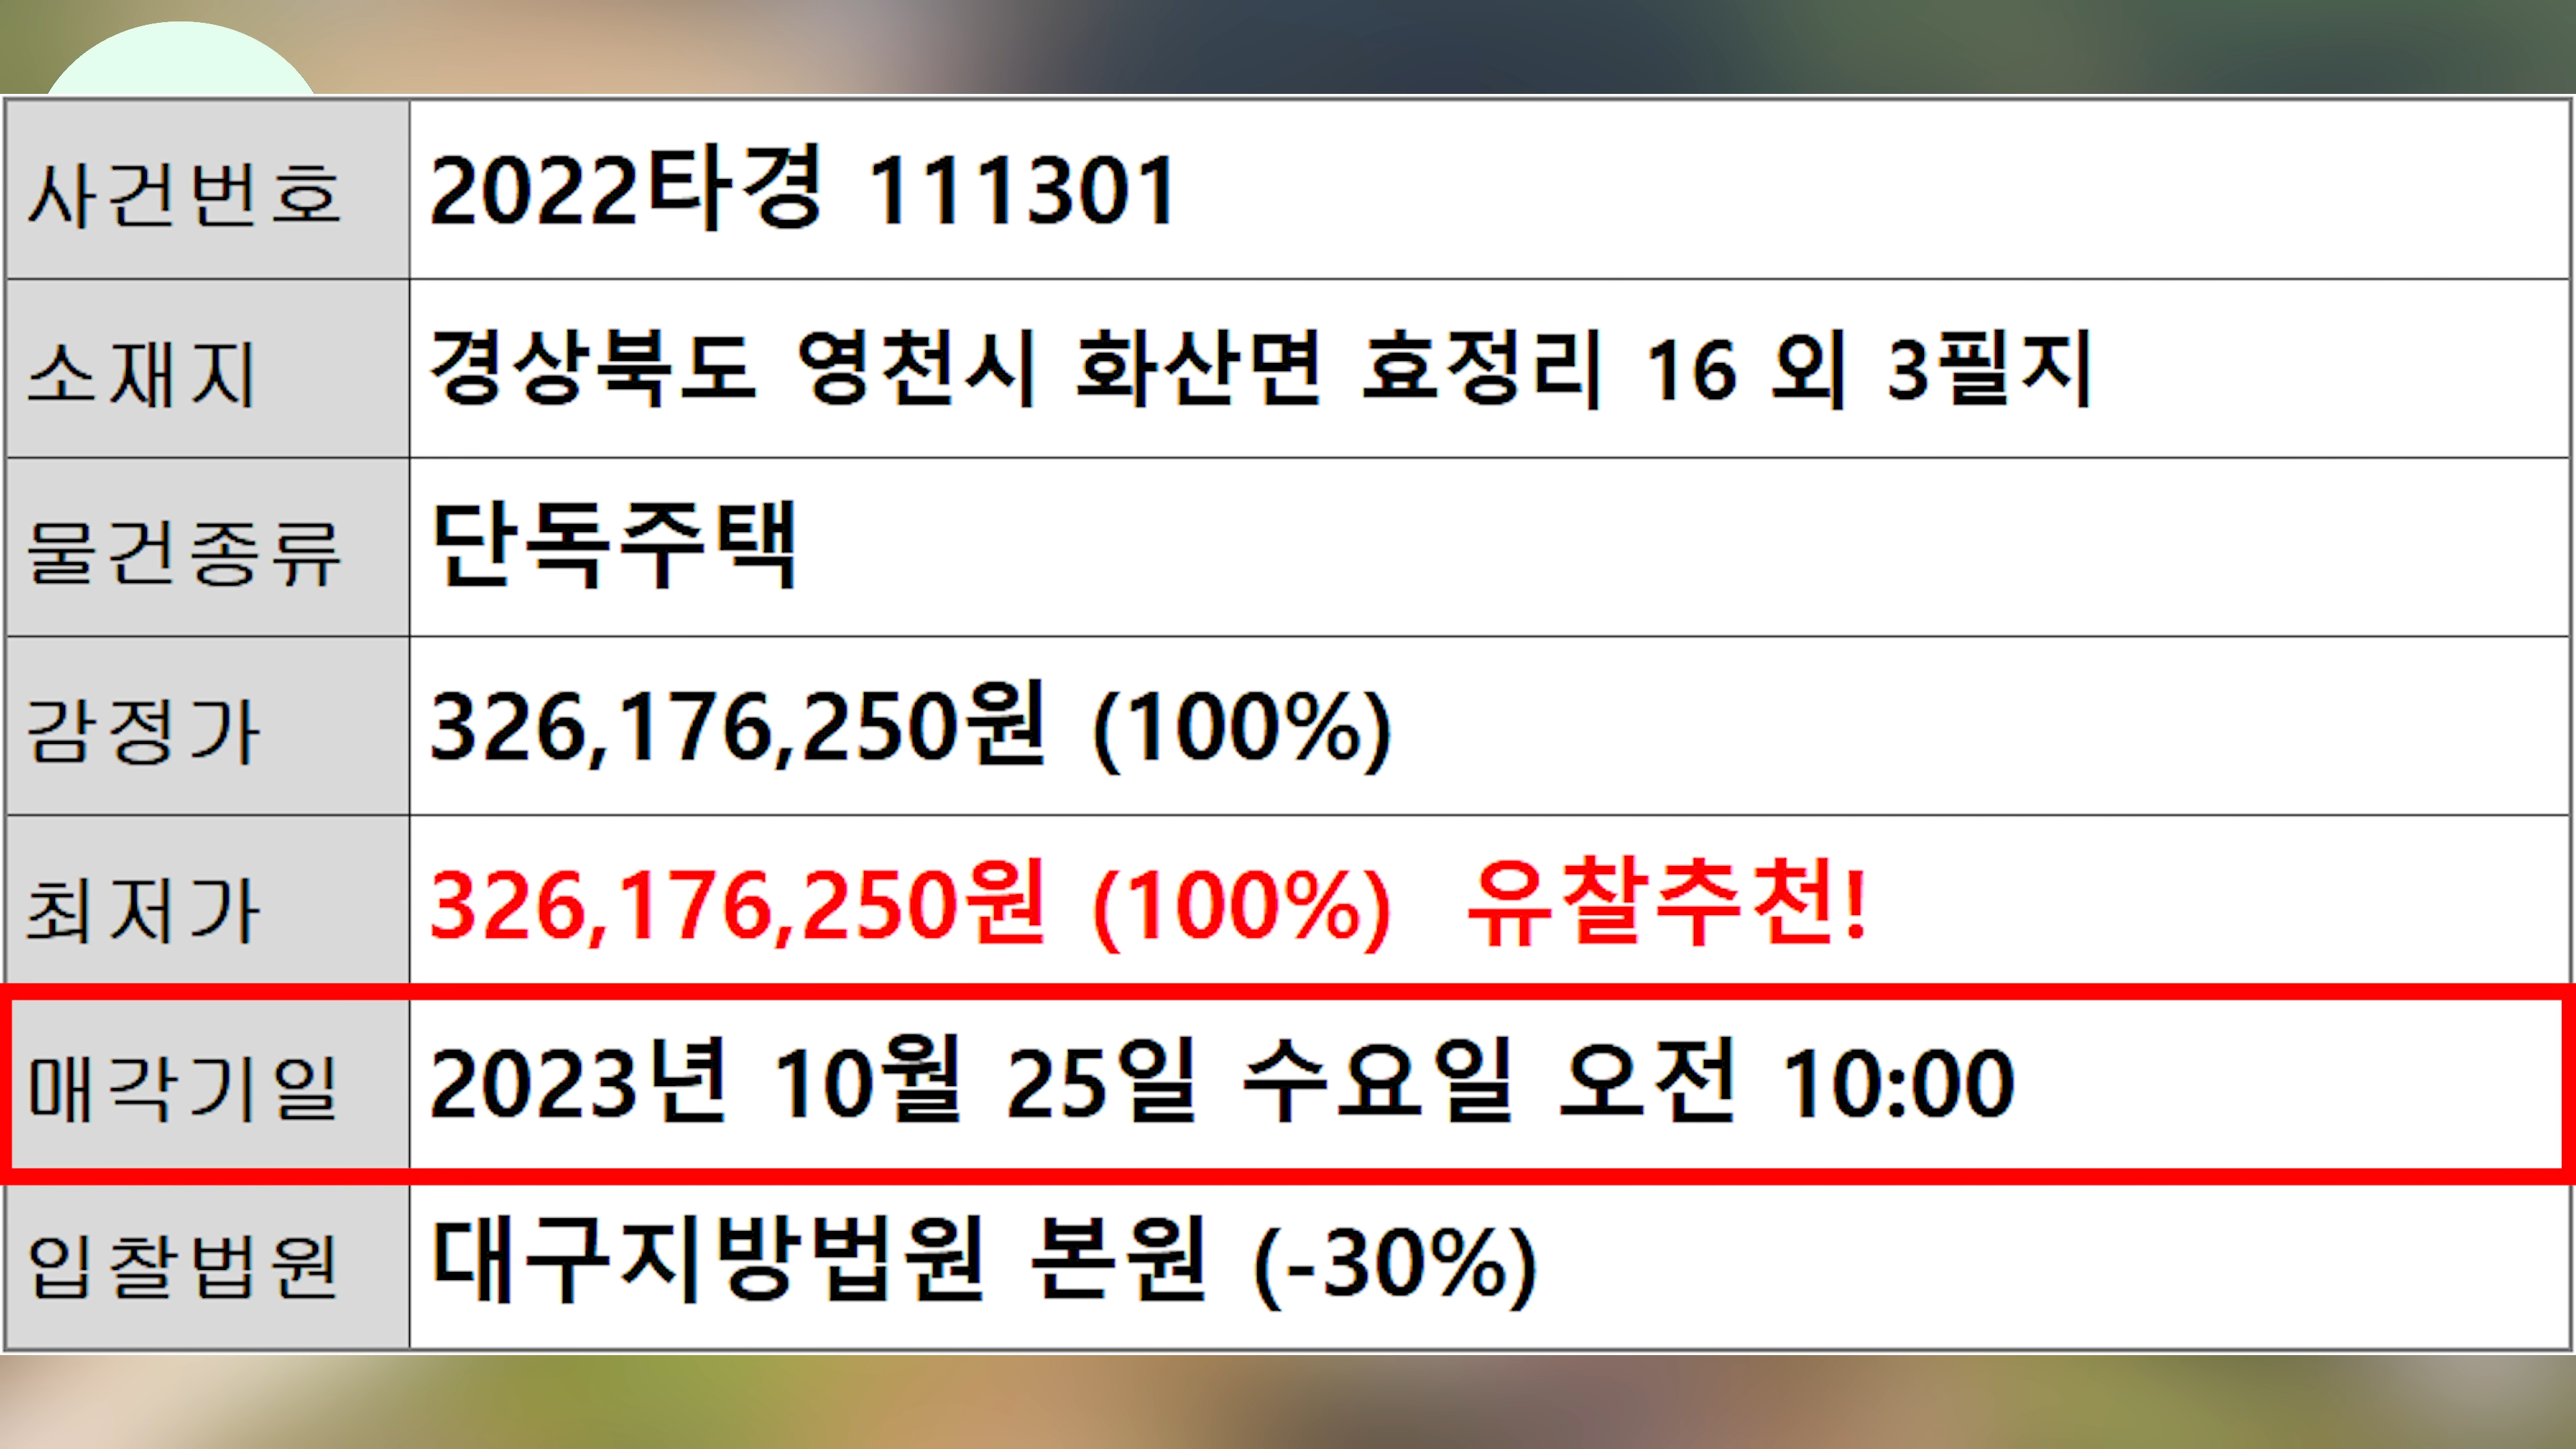 사건번호 2022타경 111301
소재지 경상북도 영천시 화산면 효정리 16 외 3필지
물건종류 단독주택
감정가 326,176,250원 (100%)
최저가 326,176,250원 (100%) 유찰추천!
매각기일 2023년 10월 25일 수요일 오전 10:00
입찰법원 대구지방법원 본원 (-30%)